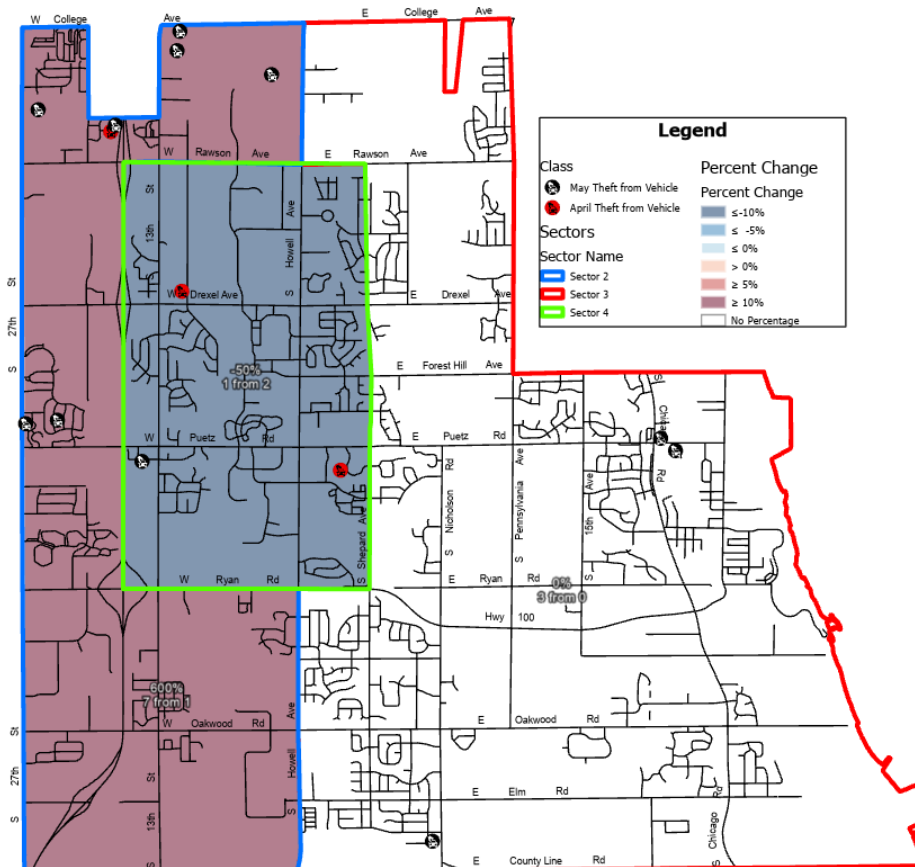 W College Ave
E College Ave
W Rawson Ave
E Rawson Ave
13th St
S Howell Ave
W Drexel Ave
E Drexel Ave
S 27th St
-50%
1 from 2
E Forest Hill Ave
W Puetz Rd
E Puetz Rd
S Chicago Rd
S Nicholson Rd
S Pennsylvania Ave
S 15th Ave
S Shepard Ave
W Ryan Rd
E Ryan Rd
0%
3 from 0
Hwy 100
600%
7 from 1
W Oakwood Rd
E Oakwood Rd
S 27th St
S 13th St
S Howell Ave
E Elm Rd
Chicago Rd
E County Line Rd
Legend
Class
May Theft from Vehicle
April Theft from Vehicle
Sectors
Sector Name
Sector 2
Sector 3
Sector 4
Percent Change
Percent Change
≤-10%
≤ -5%
≤ 0%
> 0%
≥ 5%
≥ 10%
No Percentage